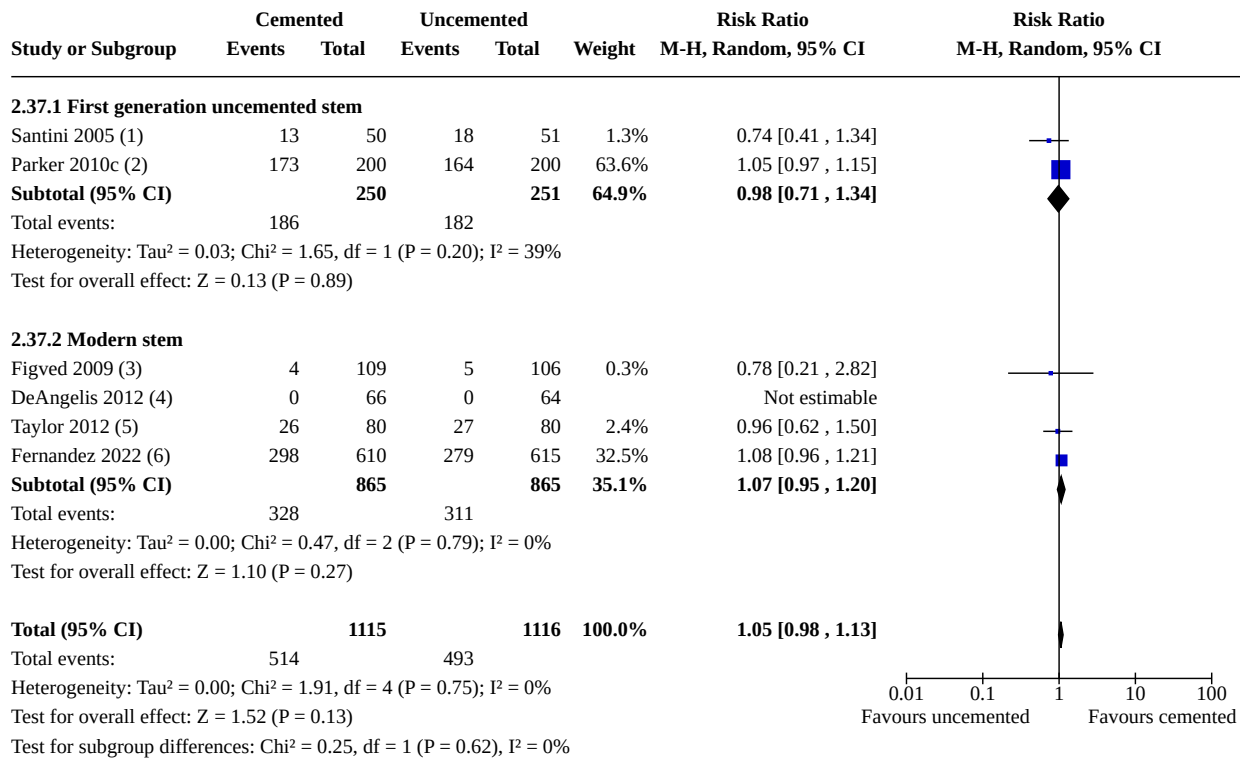 Cemented Uncemented Risk Ratio Risk Ratio
Study or Subgroup Events Total Events Total Weight M-H, Random, 95% CI M-H, Random, 95% CI
2.37.1 First generation uncemented stem
Santini 2005 (1) 13 50 18 51 1.3% 0.74 [0.41 , 1.34]
Parker 2010c (2) 173 200 164 200 63.6% 1.05 [0.97 , 1.15]
Subtotal (95% CI) 250 251 64.9% 0.98 [0.71 , 1.34]
Total events: 186 182
Heterogeneity: Tau² = 0.03; Chi² = 1.65, df = 1 (P = 0.20); I² = 39%
Test for overall effect: Z = 0.13 (P = 0.89)
2.37.2 Modern stem
Figved 2009 (3) 4 109 5 106 0.3% 0.78 [0.21 , 2.82]
DeAngelis 2012 (4) 0 66 0 64 Not estimable
Taylor 2012 (5) 26 80 27 80 2.4% 0.96 [0.62 , 1.50]
Fernandez 2022 (6) 298 610 279 615 32.5% 1.08 [0.96 , 1.21]
Subtotal (95% CI) 865 865 35.1% 1.07 [0.95 , 1.20]
Total events: 328 311
Heterogeneity: Tau² = 0.00; Chi² = 0.47, df = 2 (P = 0.79); I² = 0%
Test for overall effect: Z = 1.10 (P = 0.27)
Total (95% CI) 1115 1116 100.0% 1.05 [0.98 , 1.13]
Total events: 514 493
Heterogeneity: Tau² = 0.00; Chi² = 1.91, df = 4 (P = 0.75); I² = 0%
0.01 0.1 1 10 100
Test for overall effect: Z = 1.52 (P = 0.13)
Favours uncemented Favours cemented
Test for subgroup differences: Chi² = 0.25, df = 1 (P = 0.62), I² = 0%